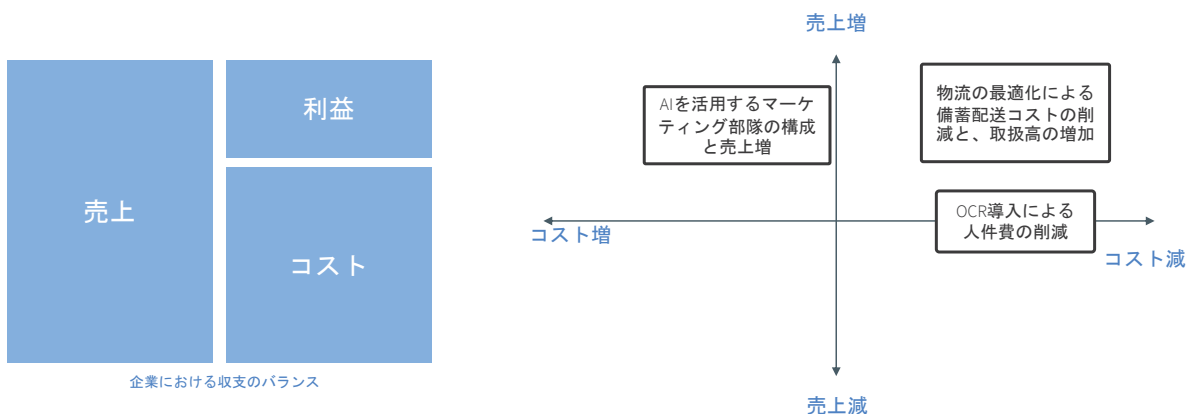 売上
利益
コスト
企業における収支のバランス
売上増
AIを活用するマーケ
ティング部隊の構成
と売上増
物流の最適化による
備蓄配送コストの削
減と、取扱高の増加
OCR導入による
人件費の削減
コスト増
コスト減
売上減